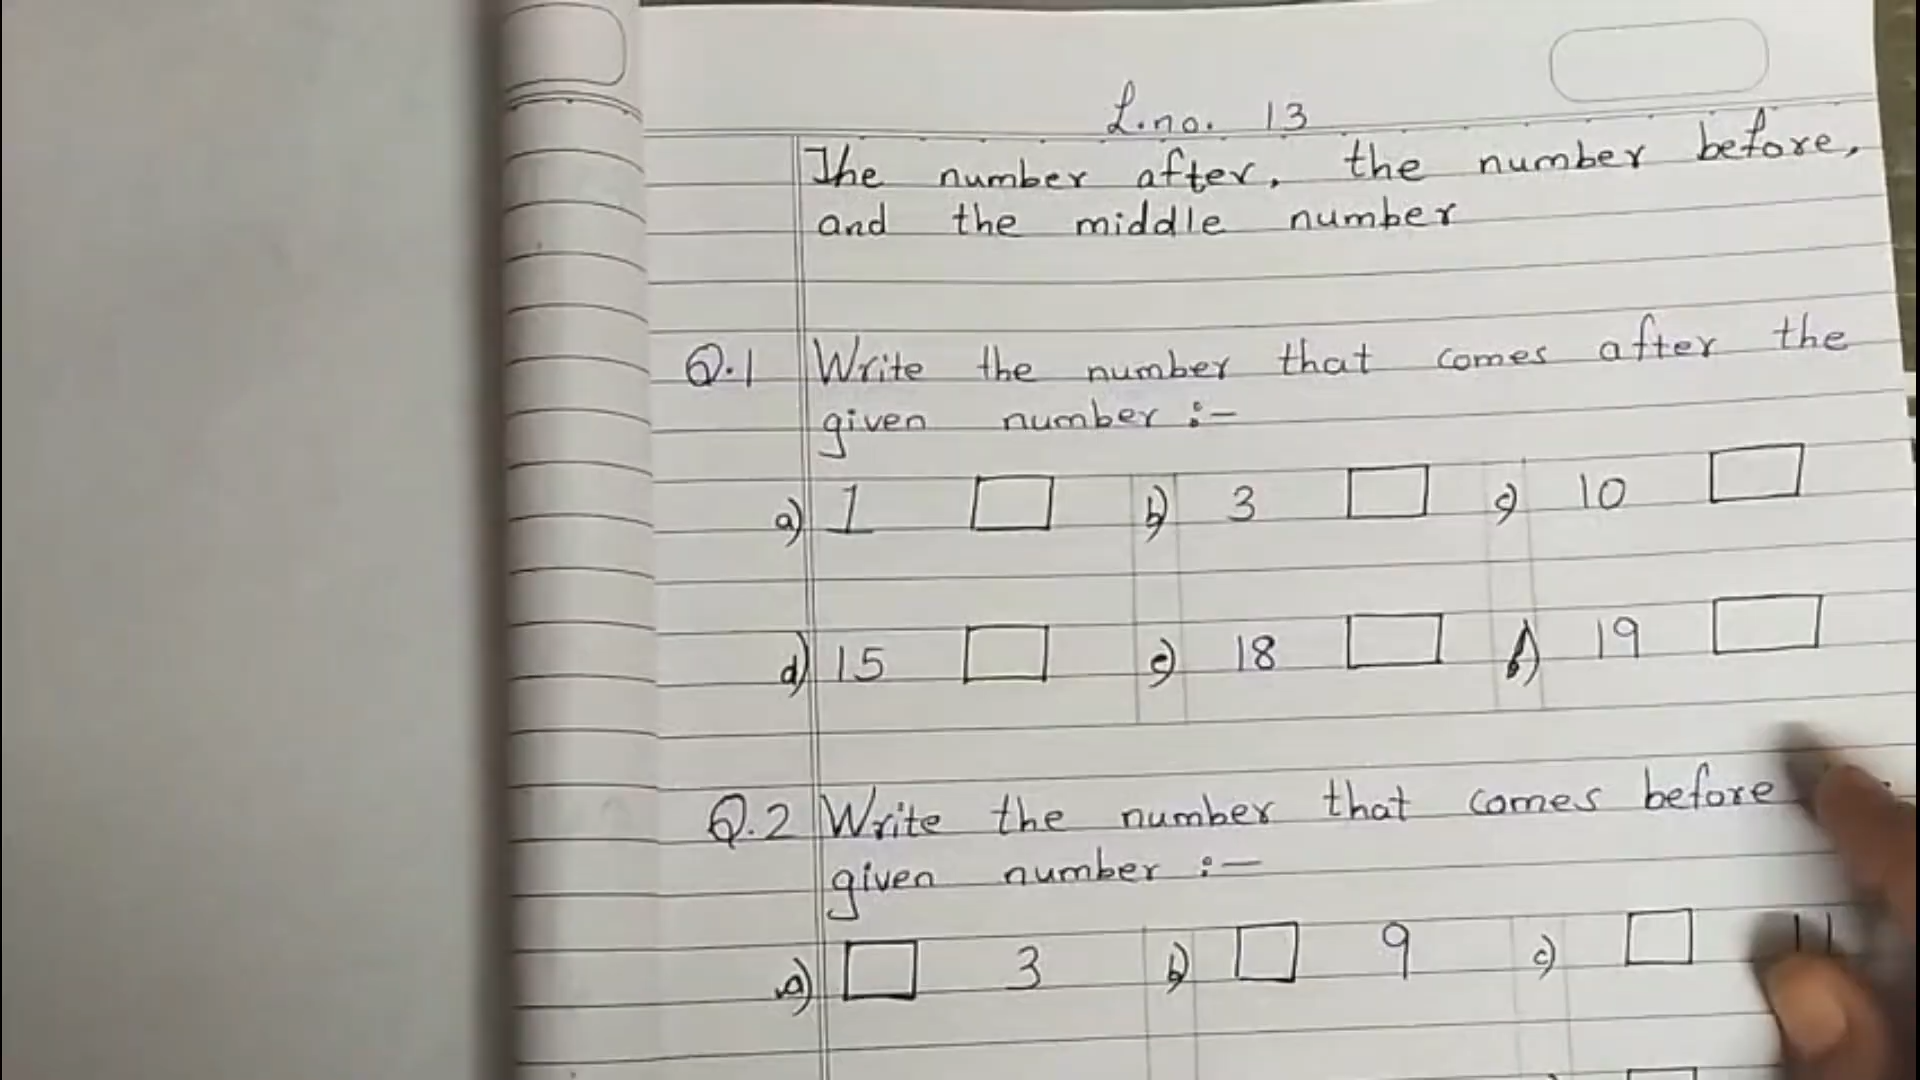 L.no. 13
The number after, the number before,
and the middle number
Q.1 Write the number that comes after the
given number :-
a) 1 b) 3 c) 10
d) 15 e) 18 f) 19
Q.2 Write the number that comes before
given number :-
a) 3 b) 9 c) 11